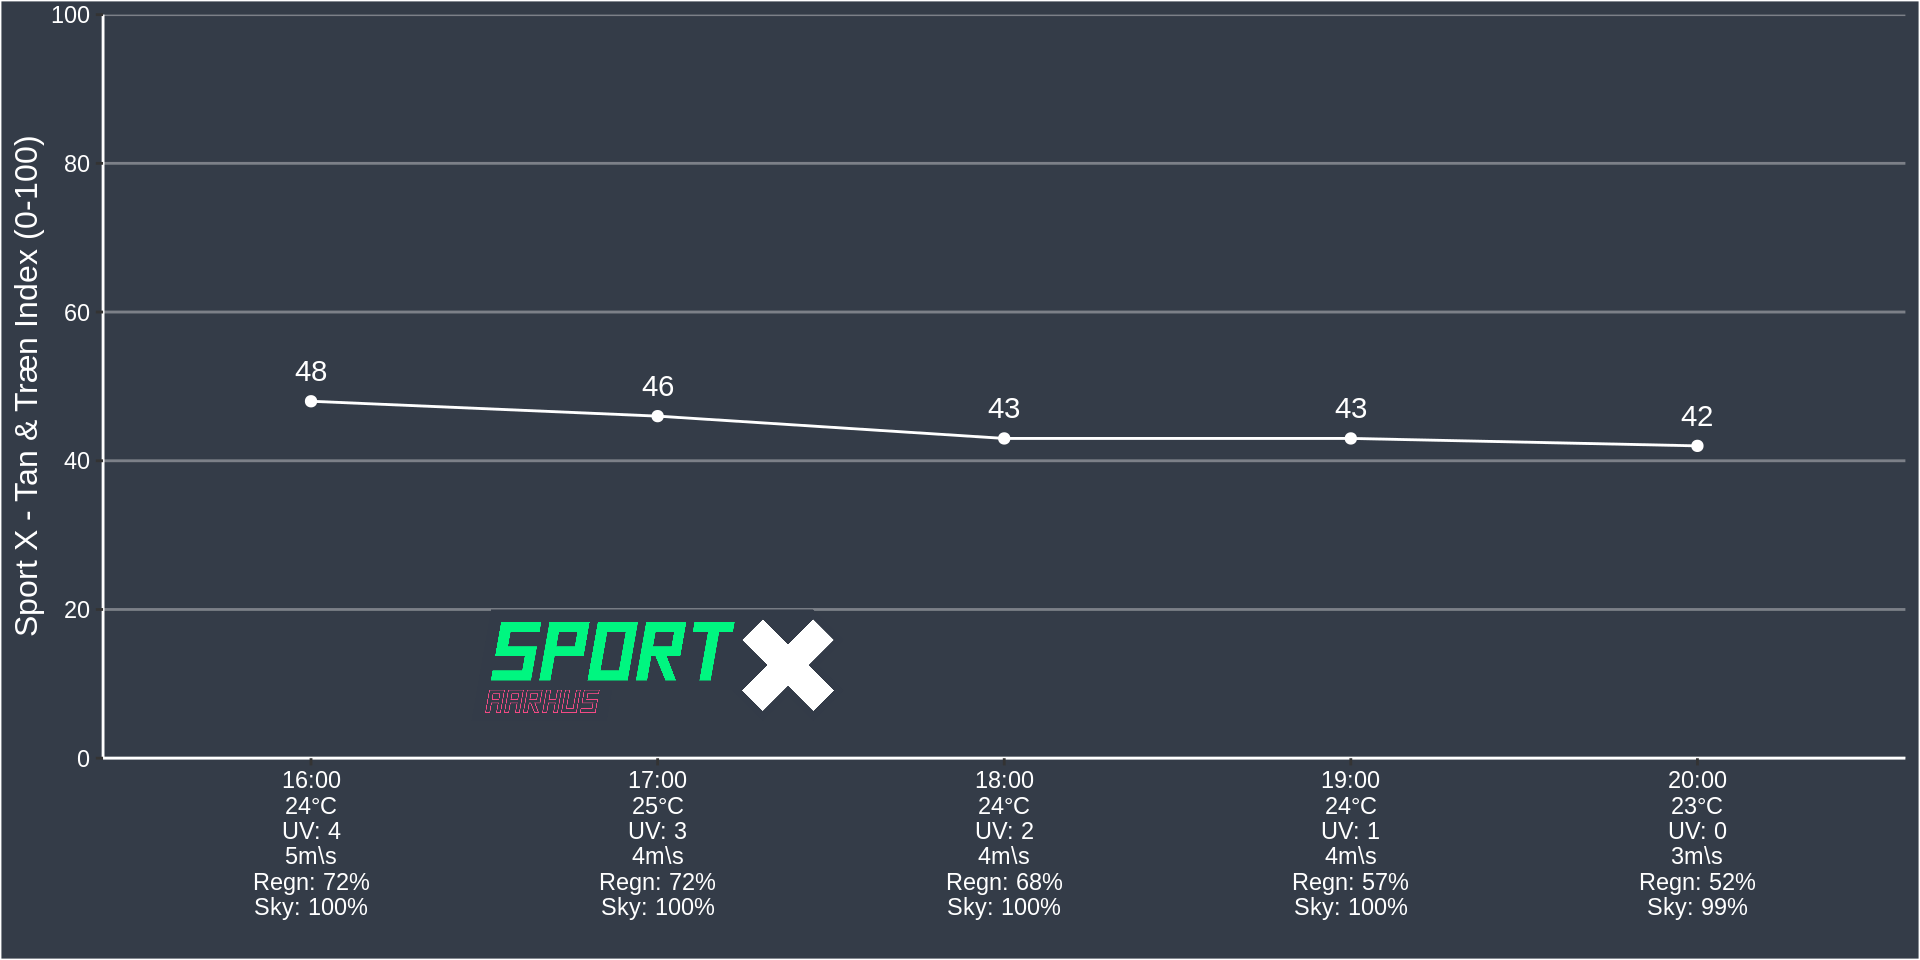 Sport X - Tan & Træn Index (0-100)
100
80
60
40
20
0
48
46
43
43
42
SPORT X
AARHUS
16:00
24°C
UV: 4
5m\s
Regn: 72%
Sky: 100%
17:00
25°C
UV: 3
4m\s
Regn: 72%
Sky: 100%
18:00
24°C
UV: 2
4m\s
Regn: 68%
Sky: 100%
19:00
24°C
UV: 1
4m\s
Regn: 57%
Sky: 100%
20:00
23°C
UV: 0
3m\s
Regn: 52%
Sky: 99%